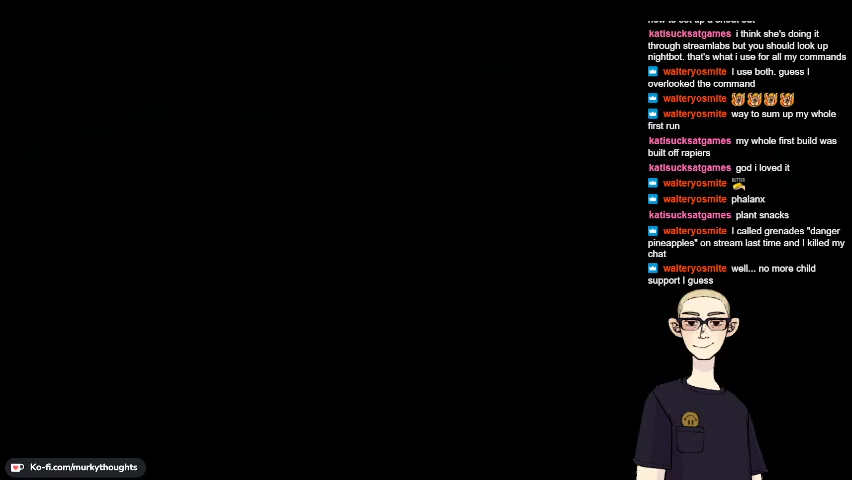 katisucksatgames i think she's doing it
through streamlabs but you should look up
nightbot. that's what i use for all my commands
walteryosmite I use both. guess I
overlooked the command
walteryosmite
walteryosmite way to sum up my whole
first run
katisucksatgames my whole first build was
built off rapiers
katisucksatgames god i loved it
walteryosmite BUTTER
walteryosmite phalanx
katisucksatgames plant snacks
walteryosmite I called grenades "danger
pineapples" on stream last time and I killed my
chat
walteryosmite well... no more child
support I guess
Ko-fi.com/murkythoughts